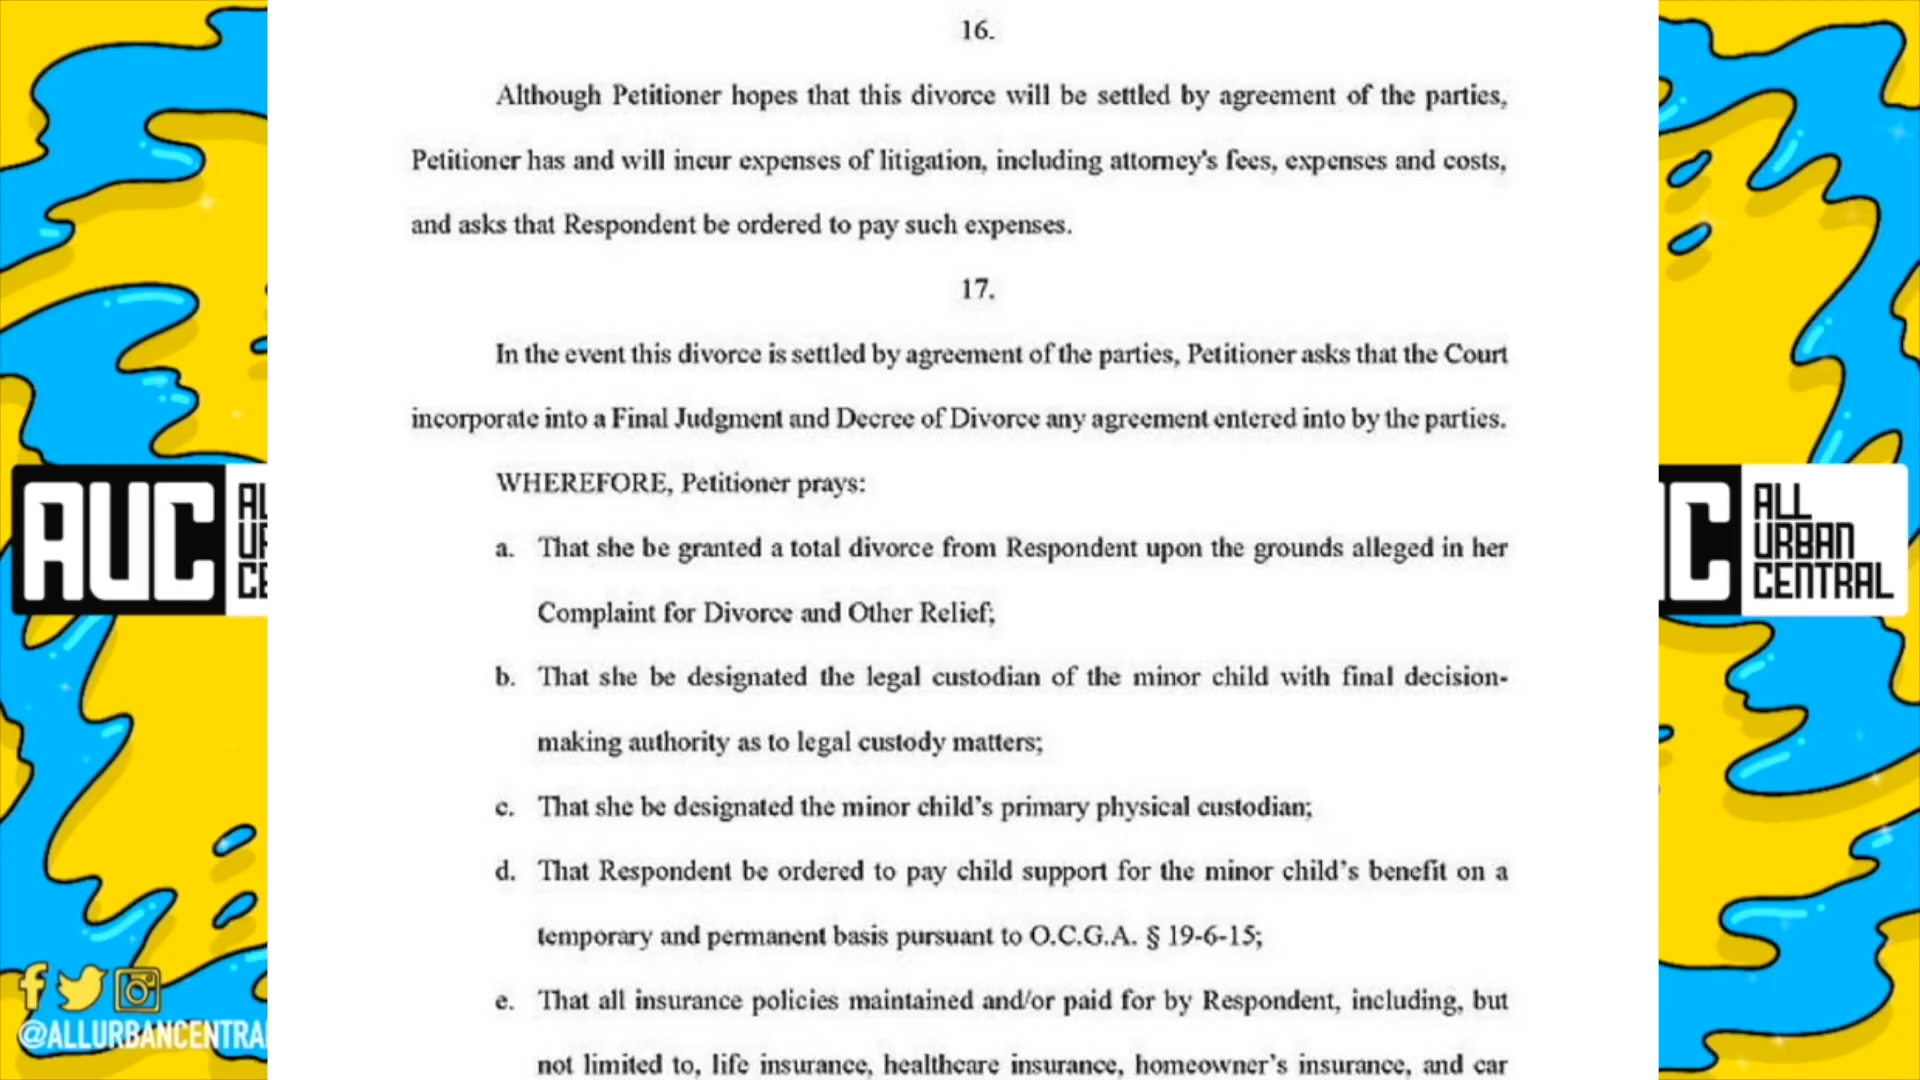 16.
Although Petitioner hopes that this divorce will be settled by agreement of the parties,
Petitioner has and will incur expenses of litigation, including attorney's fees, expenses and costs,
and asks that Respondent be ordered to pay such expenses.
17.
In the event this divorce is settled by agreement of the parties, Petitioner asks that the Court
incorporate into a Final Judgment and Decree of Divorce any agreement entered into by the parties.
WHEREFORE, Petitioner prays:
a. That she be granted a total divorce from Respondent upon the grounds alleged in her
Complaint for Divorce and Other Relief;
b. That she be designated the legal custodian of the minor child with final decision-
making authority as to legal custody matters;
c. That she be designated the minor child's primary physical custodian;
d. That Respondent be ordered to pay child support for the minor child's benefit on a
temporary and permanent basis pursuant to O.C.G.A. § 19-6-15;
e. That all insurance policies maintained and/or paid for by Respondent, including, but
not limited to, life insurance, healthcare insurance, homeowner's insurance, and car
AUC
AL
UR
CE
C
ALL
URBAN
CENTRAL
@ALLURBANCENTRA